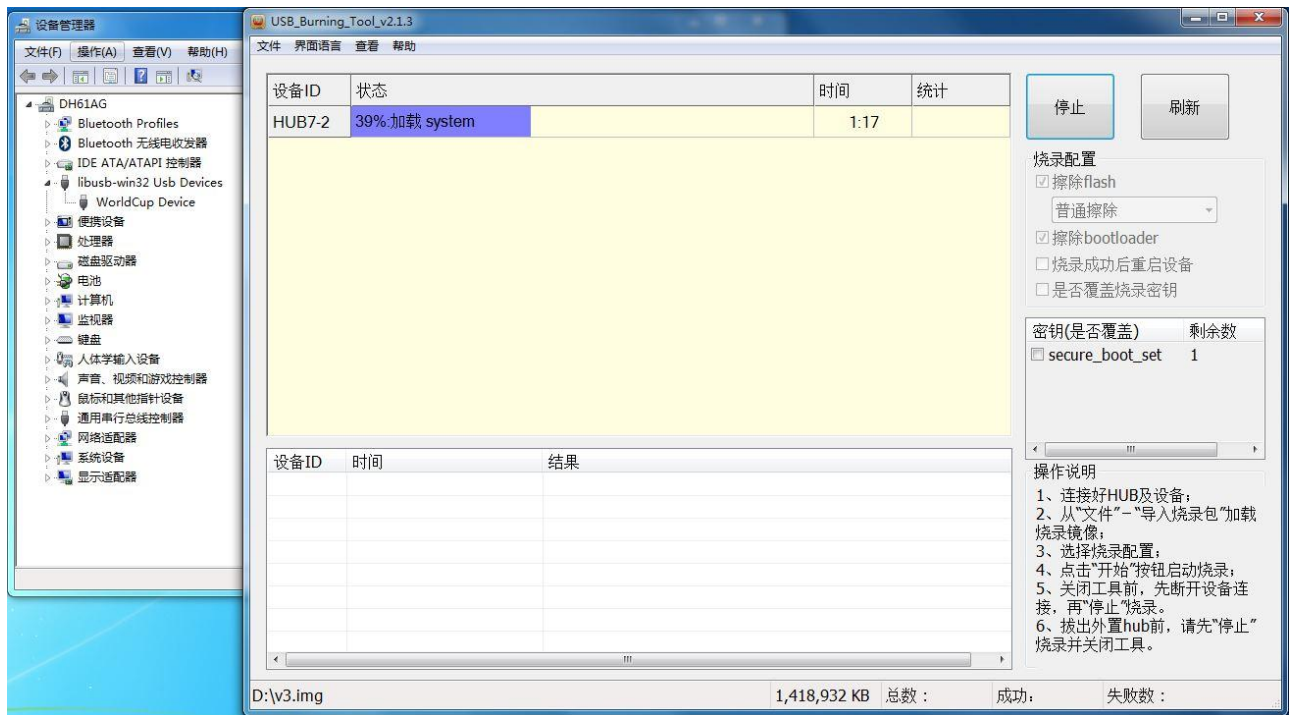 设备管理器
文件(F) 操作(A) 查看(V) 帮助(H)
DH61AG
Bluetooth Profiles
Bluetooth 无线电收发器
IDE ATA/ATAPI 控制器
libusb-win32 Usb Devices
WorldCup Device
便携设备
处理器
磁盘驱动器
电池
计算机
监视器
键盘
人体学输入设备
声音、视频和游戏控制器
鼠标和其他指针设备
通用串行总线控制器
网络适配器
系统设备
显示适配器
USB_Burning_Tool_v2.1.3
文件 界面语言 查看 帮助
设备ID 状态 时间 统计
HUB7-2 39%:加载 system 1:17
设备ID 时间 结果
停止 刷新
烧录配置
擦除flash
普通擦除
擦除bootloader
烧录成功后重启设备
是否覆盖烧录密钥
密钥(是否覆盖) 剩余数
secure_boot_set 1
操作说明
1、连接好HUB及设备;
2、从"文件"-"导入烧录包"加载
烧录镜像;
3、选择烧录配置;
4、点击"开始"按钮启动烧录;
5、关闭工具前，先断开设备连
接，再"停止"烧录。
6、拔出外置hub前，请先"停止"
烧录并关闭工具。
D:\v3.img 1,418,932 KB 总数： 成功: 失败数：